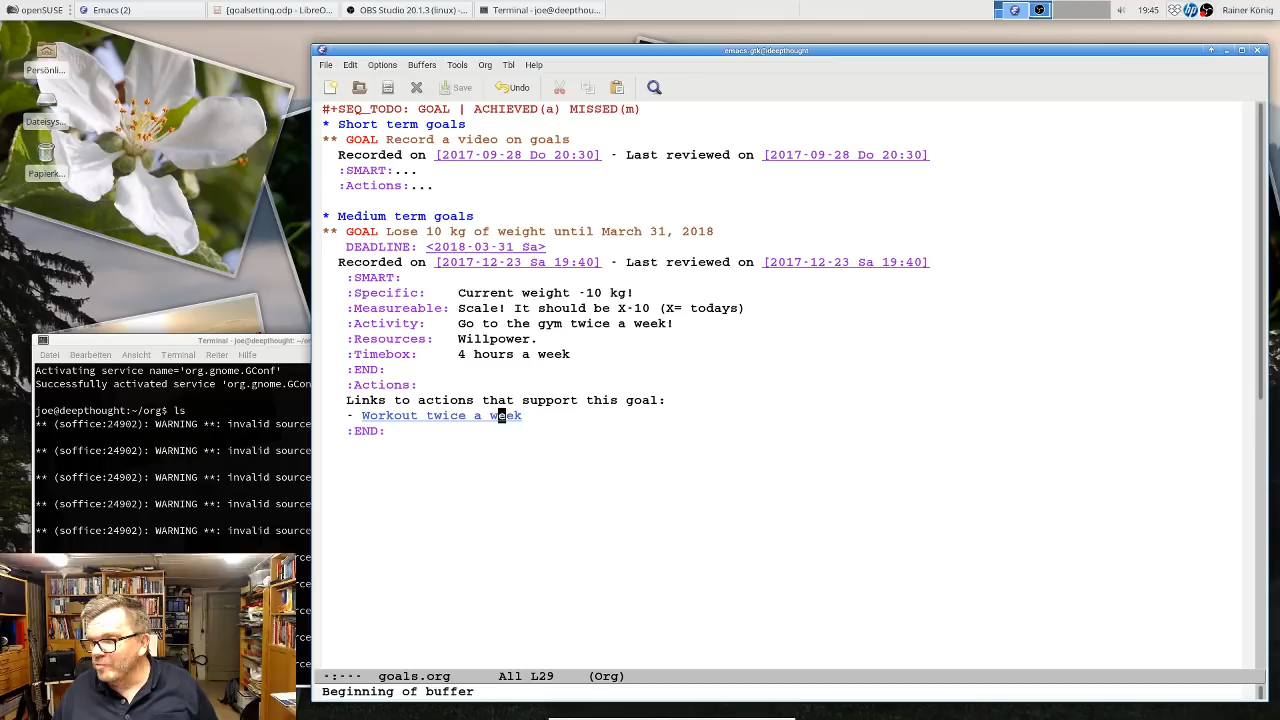 openSUSE
Emacs (2)
{goalsetting.odp - LibreO...
OBS Studio 20.1.3 (linux) -...
Terminal - joe@deepthou...
19:45
Rainer König
Persönli...
Dateisys...
Papierk...
emacs.gtk@deepthought
File Edit Options Buffers Tools Org Tbl Help
Save Undo
#+SEQ_TODO: GOAL | ACHIEVED(a) MISSED(m)
* Short term goals
** GOAL Record a video on goals
Recorded on [2017-09-28 Do 20:30] - Last reviewed on [2017-09-28 Do 20:30]
:SMART:...
:Actions:...
* Medium term goals
** GOAL Lose 10 kg of weight until March 31, 2018
DEADLINE: <2018-03-31 Sa>
Recorded on [2017-12-23 Sa 19:40] - Last reviewed on [2017-12-23 Sa 19:40]
:SMART:
:Specific: Current weight -10 kg!
:Measureable: Scale! It should be X-10 (X= todays)
:Activity: Go to the gym twice a week!
:Resources: Willpower.
:Timebox: 4 hours a week
:END:
:Actions:
Links to actions that support this goal:
- Workout twice a week
:END:
-:--- goals.org All L29 (Org)
Beginning of buffer
Terminal - joe@deepthought: ~/o
Datei Bearbeiten Ansicht Terminal Reiter Hilfe
Activating service name='org.gnome.GConf'
Successfully activated service 'org.gnome.GConf
joe@deepthought:~/org$ ls
** (soffice:24902): WARNING **: invalid source
** (soffice:24902): WARNING **: invalid source
** (soffice:24902): WARNING **: invalid source
** (soffice:24902): WARNING **: invalid source
** (soffice:24902): WARNING **: invalid source